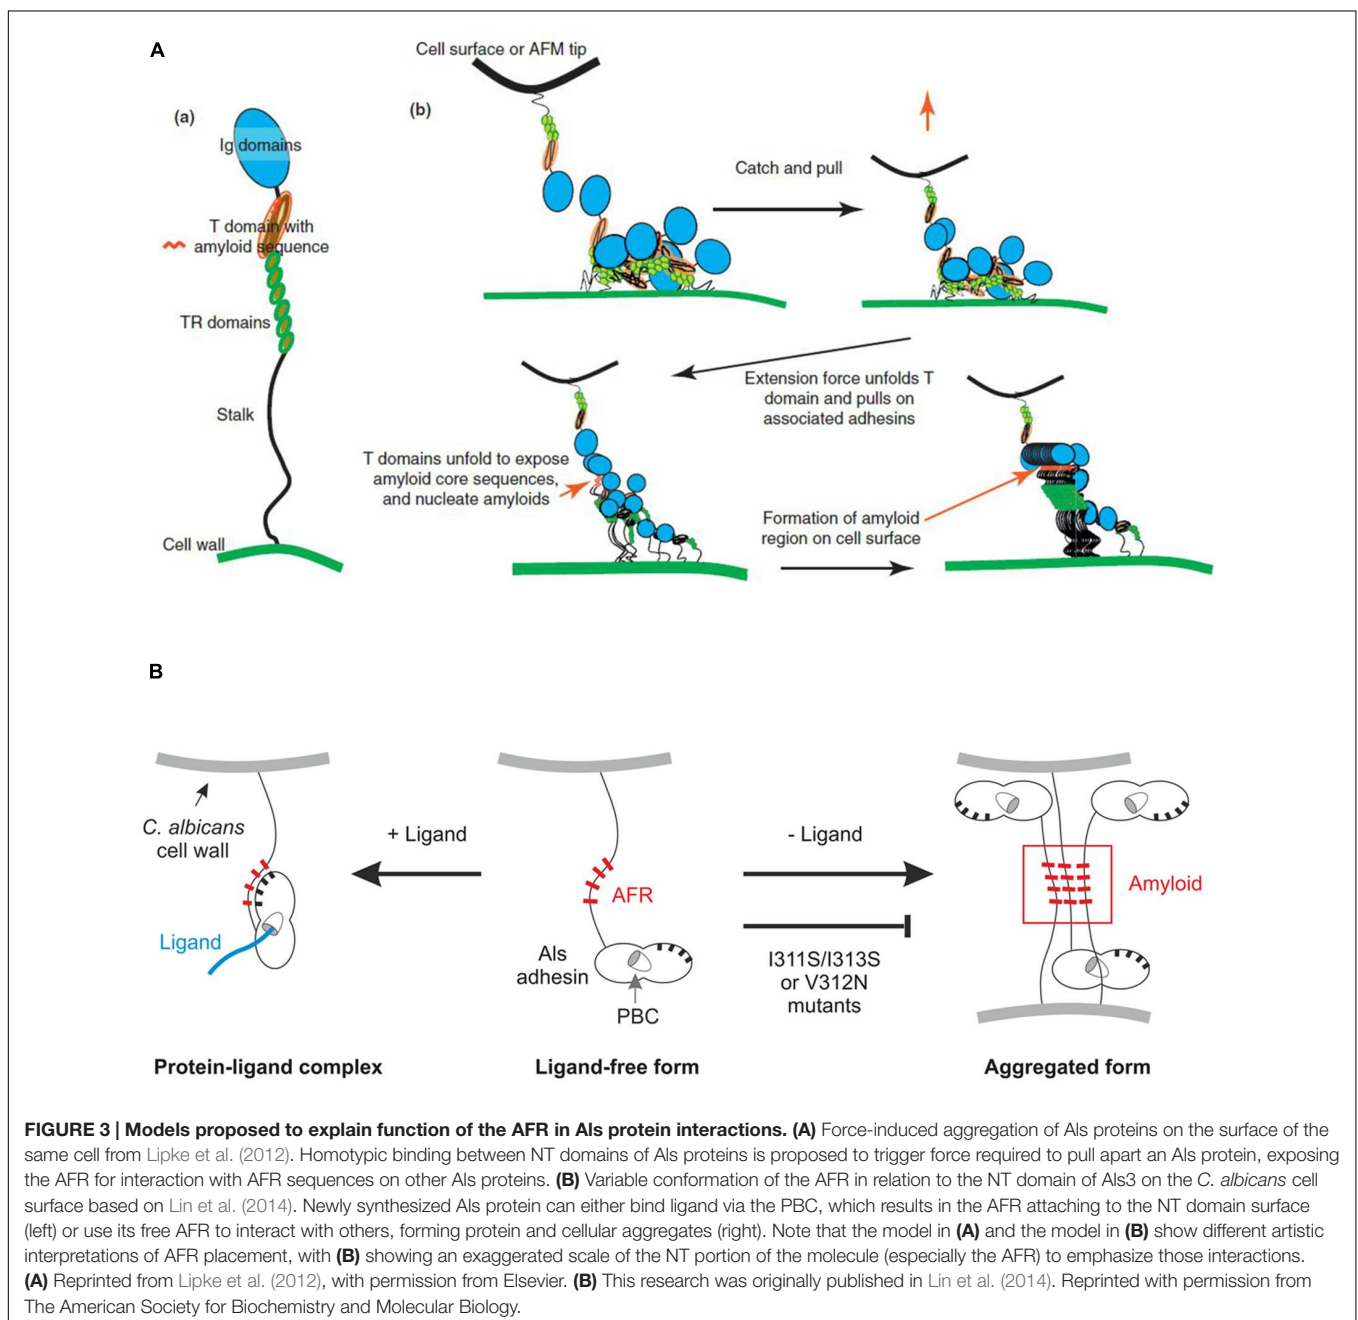 A
(a)
Ig domains
T domain with
amyloid sequence
TR domains
Stalk
Cell wall
(b)
Cell surface or AFM tip
Catch and pull
Extension force unfolds T
domain and pulls on
associated adhesins
T domains unfold to expose
amyloid core sequences,
and nucleate amyloids
Formation of amyloid
region on cell surface
B
C. albicans
cell wall
Ligand
+ Ligand
AFR
Als
adhesin
PBC
- Ligand
I311S/I313S
or V312N
mutants
Amyloid
Protein-ligand complex
Ligand-free form
Aggregated form
FIGURE 3 | Models proposed to explain function of the AFR in Als protein interactions. (A) Force-induced aggregation of Als proteins on the surface of the
same cell from Lipke et al. (2012). Homotypic binding between NT domains of Als proteins is proposed to trigger force required to pull apart an Als protein, exposing
the AFR for interaction with AFR sequences on other Als proteins. (B) Variable conformation of the AFR in relation to the NT domain of Als3 on the C. albicans cell
surface based on Lin et al. (2014). Newly synthesized Als protein can either bind ligand via the PBC, which results in the AFR attaching to the NT domain surface
(left) or use its free AFR to interact with others, forming protein and cellular aggregates (right). Note that the model in (A) and the model in (B) show different artistic
interpretations of AFR placement, with (B) showing an exaggerated scale of the NT portion of the molecule (especially the AFR) to emphasize those interactions.
(A) Reprinted from Lipke et al. (2012), with permission from Elsevier. (B) This research was originally published in Lin et al. (2014). Reprinted with permission from
The American Society for Biochemistry and Molecular Biology.